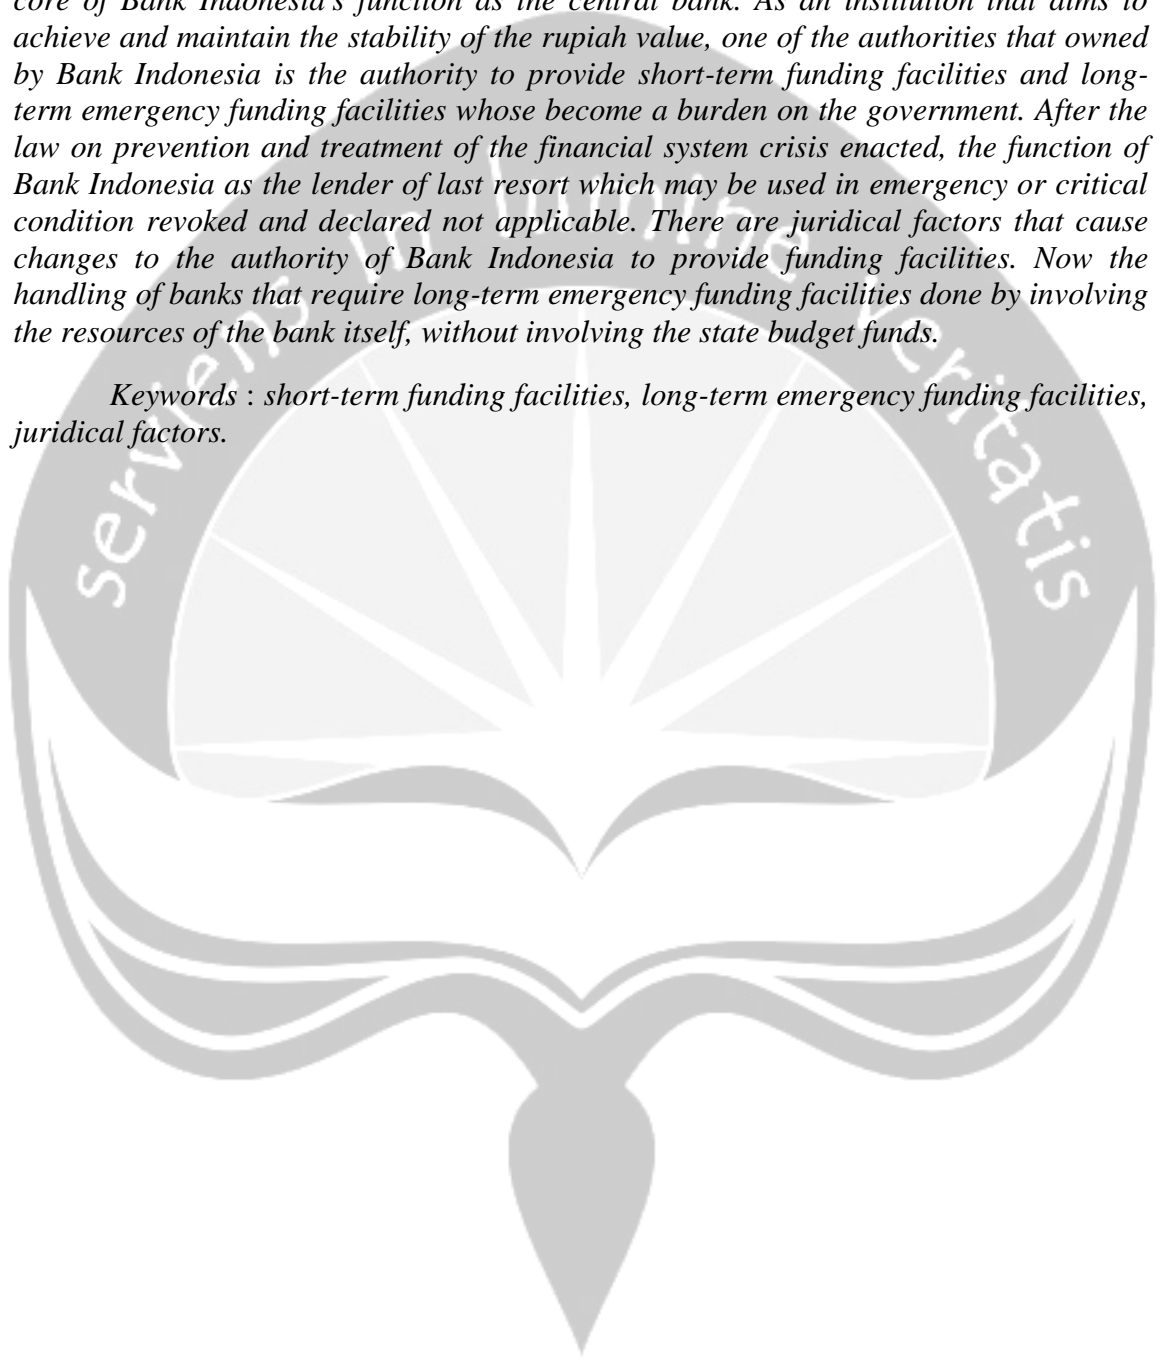 core of Bank Indonesia's function as the central bank. As an institution that aims to
achieve and maintain the stability of the rupiah value, one of the authorities that owned
by Bank Indonesia is the authority to provide short-term funding facilities and long-
term emergency funding facilities whose become a burden on the government. After the
law on prevention and treatment of the financial system crisis enacted, the function of
Bank Indonesia as the lender of last resort which may be used in emergency or critical
condition revoked and declared not applicable. There are juridical factors that cause
changes to the authority of Bank Indonesia to provide funding facilities. Now the
handling of banks that require long-term emergency funding facilities done by involving
the resources of the bank itself, without involving the state budget funds.
Keywords : short-term funding facilities, long-term emergency funding facilities,
juridical factors.
serviens in lumine veritatis